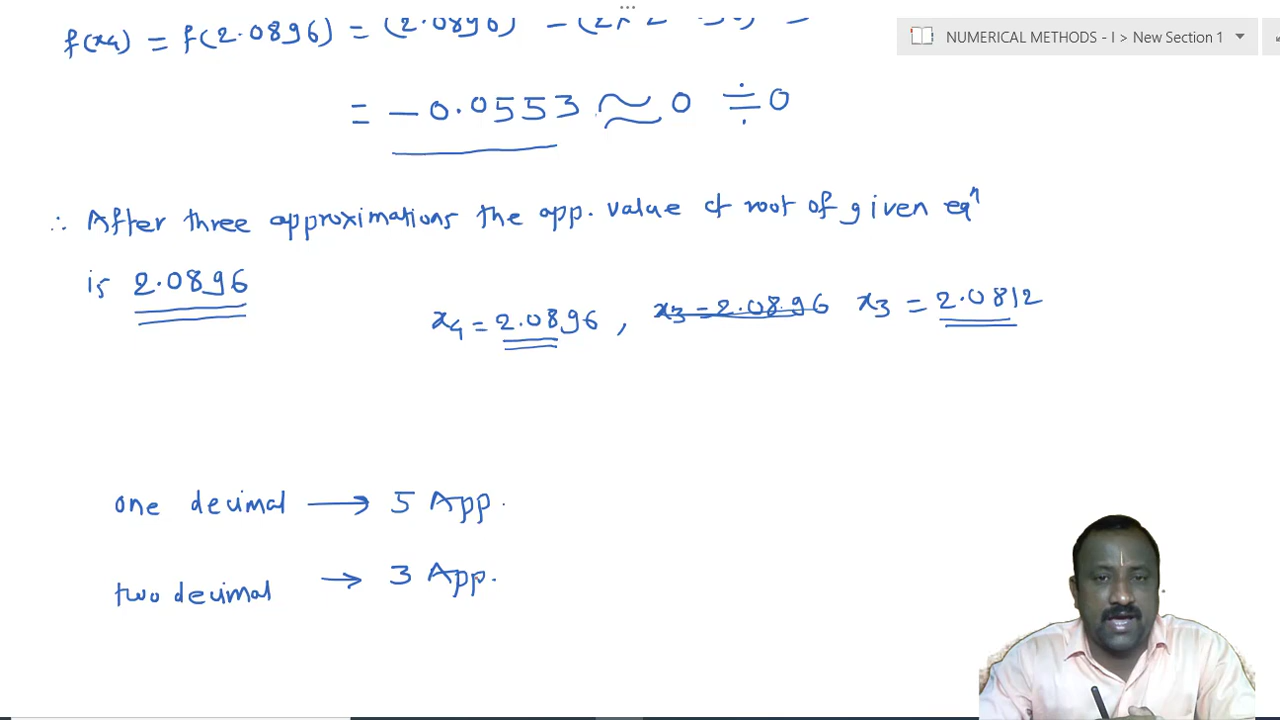 NUMERICAL METHODS - I > New Section 1
f(x4) = f(2.0896) = (2.0896) - (2×2
= -0.0553 ≈ 0 ≑ 0
∴ After three approximations the app. value of root of given eqn
is 2.0896
x4 = 2.0896 , x3 = 2.0896 x3 = 2.0812
one decimal → 5 App.
two decimal → 3 App.